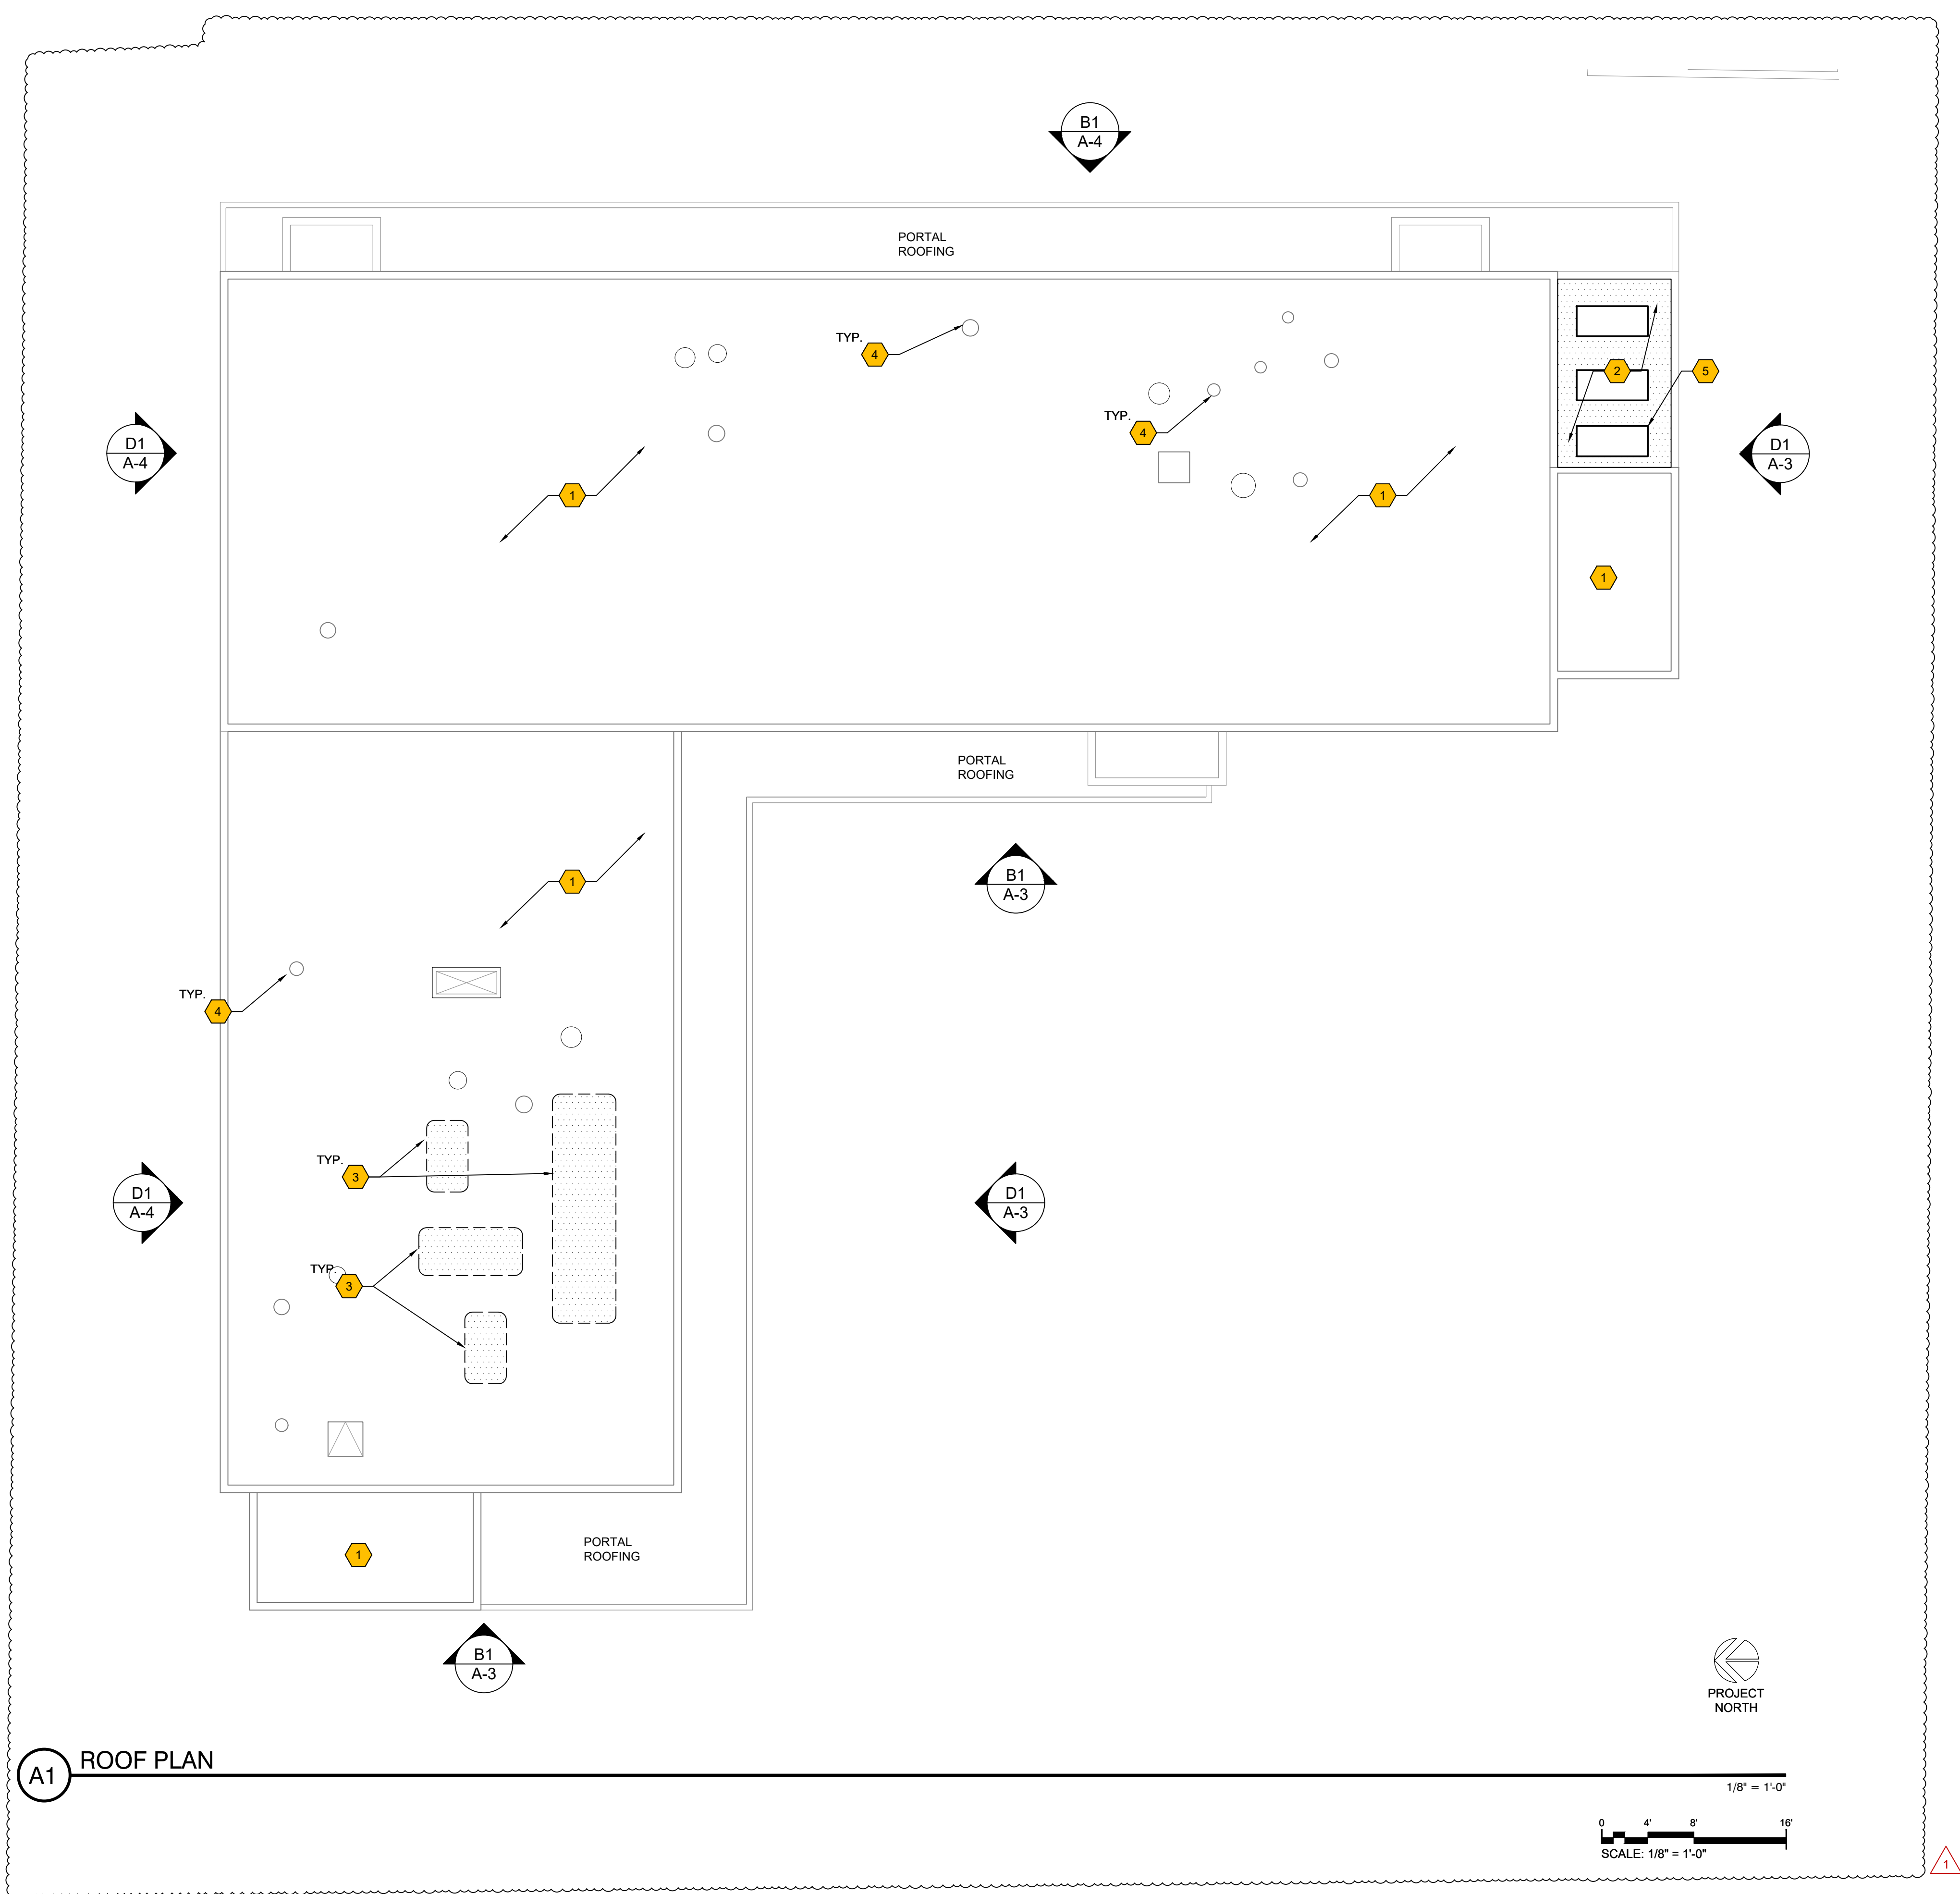 B1
A-4
PORTAL
ROOFING
TYP.
4
TYP.
4
2
5
D1
A-4
D1
A-3
1
1
1
PORTAL
ROOFING
1
B1
A-3
TYP.
4
TYP.
3
D1
A-4
D1
A-3
TYP.
3
PORTAL
ROOFING
1
B1
A-3
PROJECT
NORTH
A1
ROOF PLAN
1/8" = 1'-0"
0 4' 8' 16'
SCALE: 1/8" = 1'-0"
1